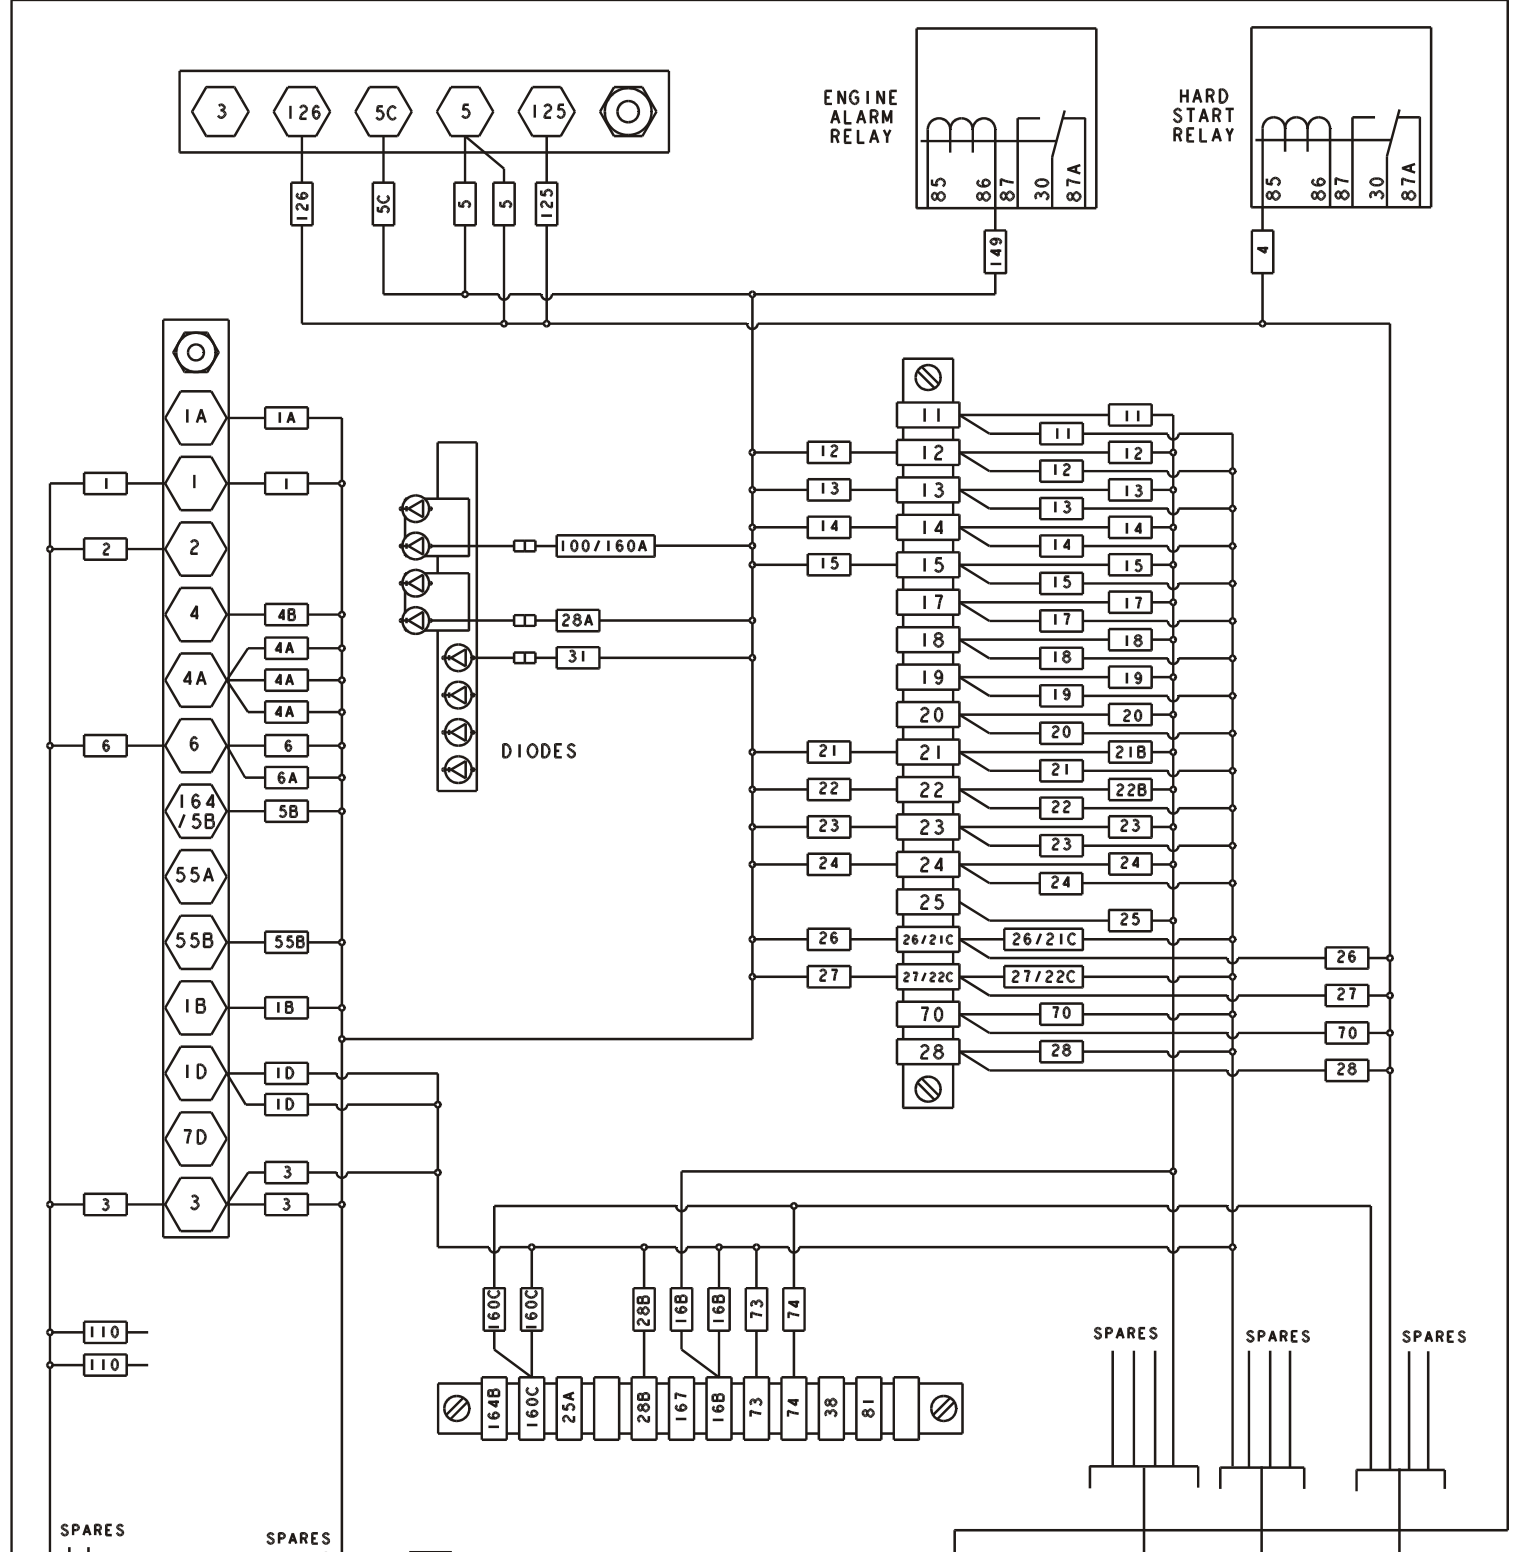 3 126 5C 5 125
126 5C 5 5 125
ENGINE
ALARM
RELAY
85 86 87 30 87A
149
HARD
START
RELAY
85 86 87 30 87A
4
1A 1A
1 1 1
2 2
4 4B
4A
4A 4A
4A
6 6 6
6A
164
/5B 5B
55A
55B 55B
1B 1B
1D 1D
1D
7D
3
3 3 3
110
110
100/160A
28A
31
DIODES
11 11
11
12 12 12
12
13 13 13
13
14 14 14
14
15 15 15
15
17 17
17
18 18
18
19 19
19
20 20
20
21 21 21B
21
22 22 22B
22
23 23 23
23
24 24 24
24
25
25
26 26/21C 26/21C
26
27 27/22C 27/22C
27
70 70
70
28 28
28
160C 160C 28B 16B 16B 73 74
164B 160C 25A 28B 167 16B 73 74 38 81
SPARES
SPARES
SPARES
SPARES
SPARES